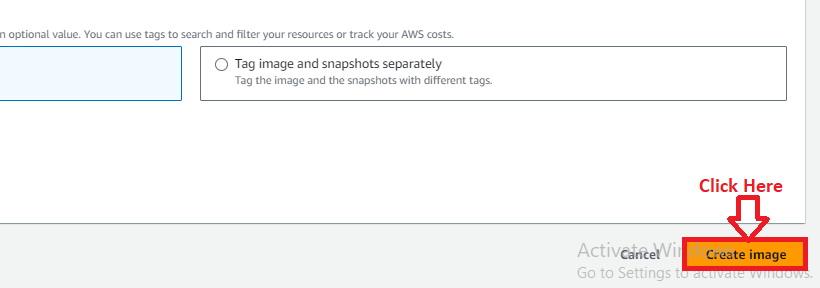 n optional value. You can use tags to search and filter your resources or track your AWS costs.
Tag image and snapshots separately
Tag the image and the snapshots with different tags.
Click Here
Activate Windows
Cancel
Create image
Go to Settings to activate Windows.